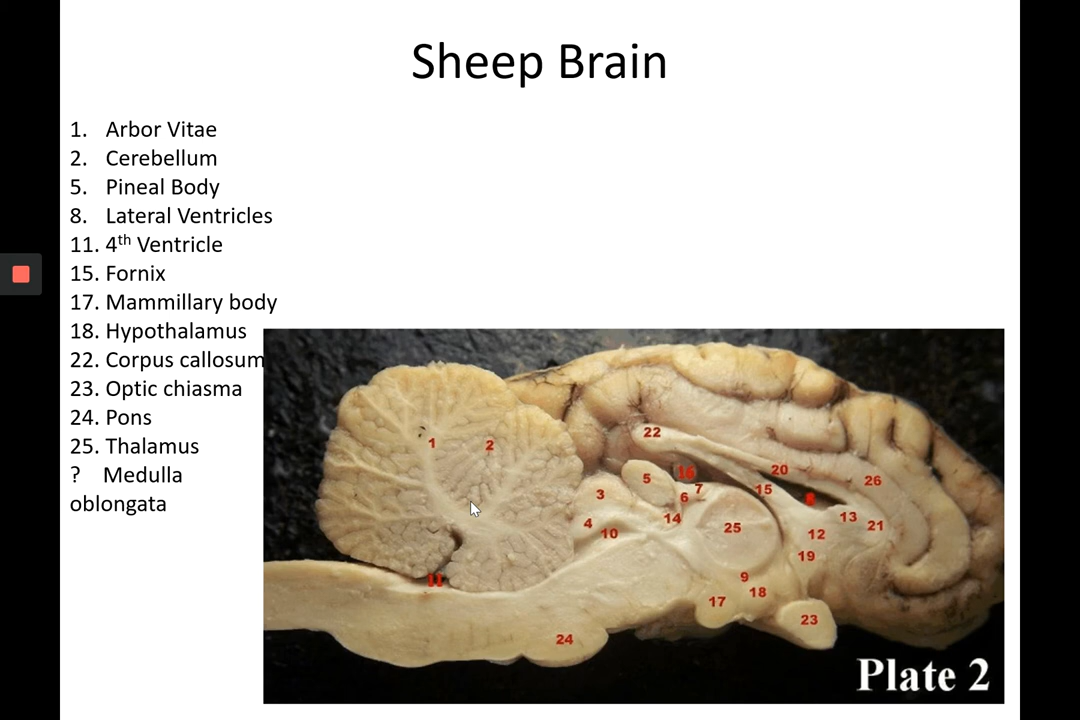 Sheep Brain
1. Arbor Vitae
2. Cerebellum
5. Pineal Body
8. Lateral Ventricles
11. 4th Ventricle
15. Fornix
17. Mammillary body
18. Hypothalamus
22. Corpus callosum
23. Optic chiasma
24. Pons
25. Thalamus
? Medulla
oblongata
22
1 2
16 20
5 26
7
3 6 15 8
14 13
4 25 21
10 12
19
9
11 18
17
23
24
Plate 2